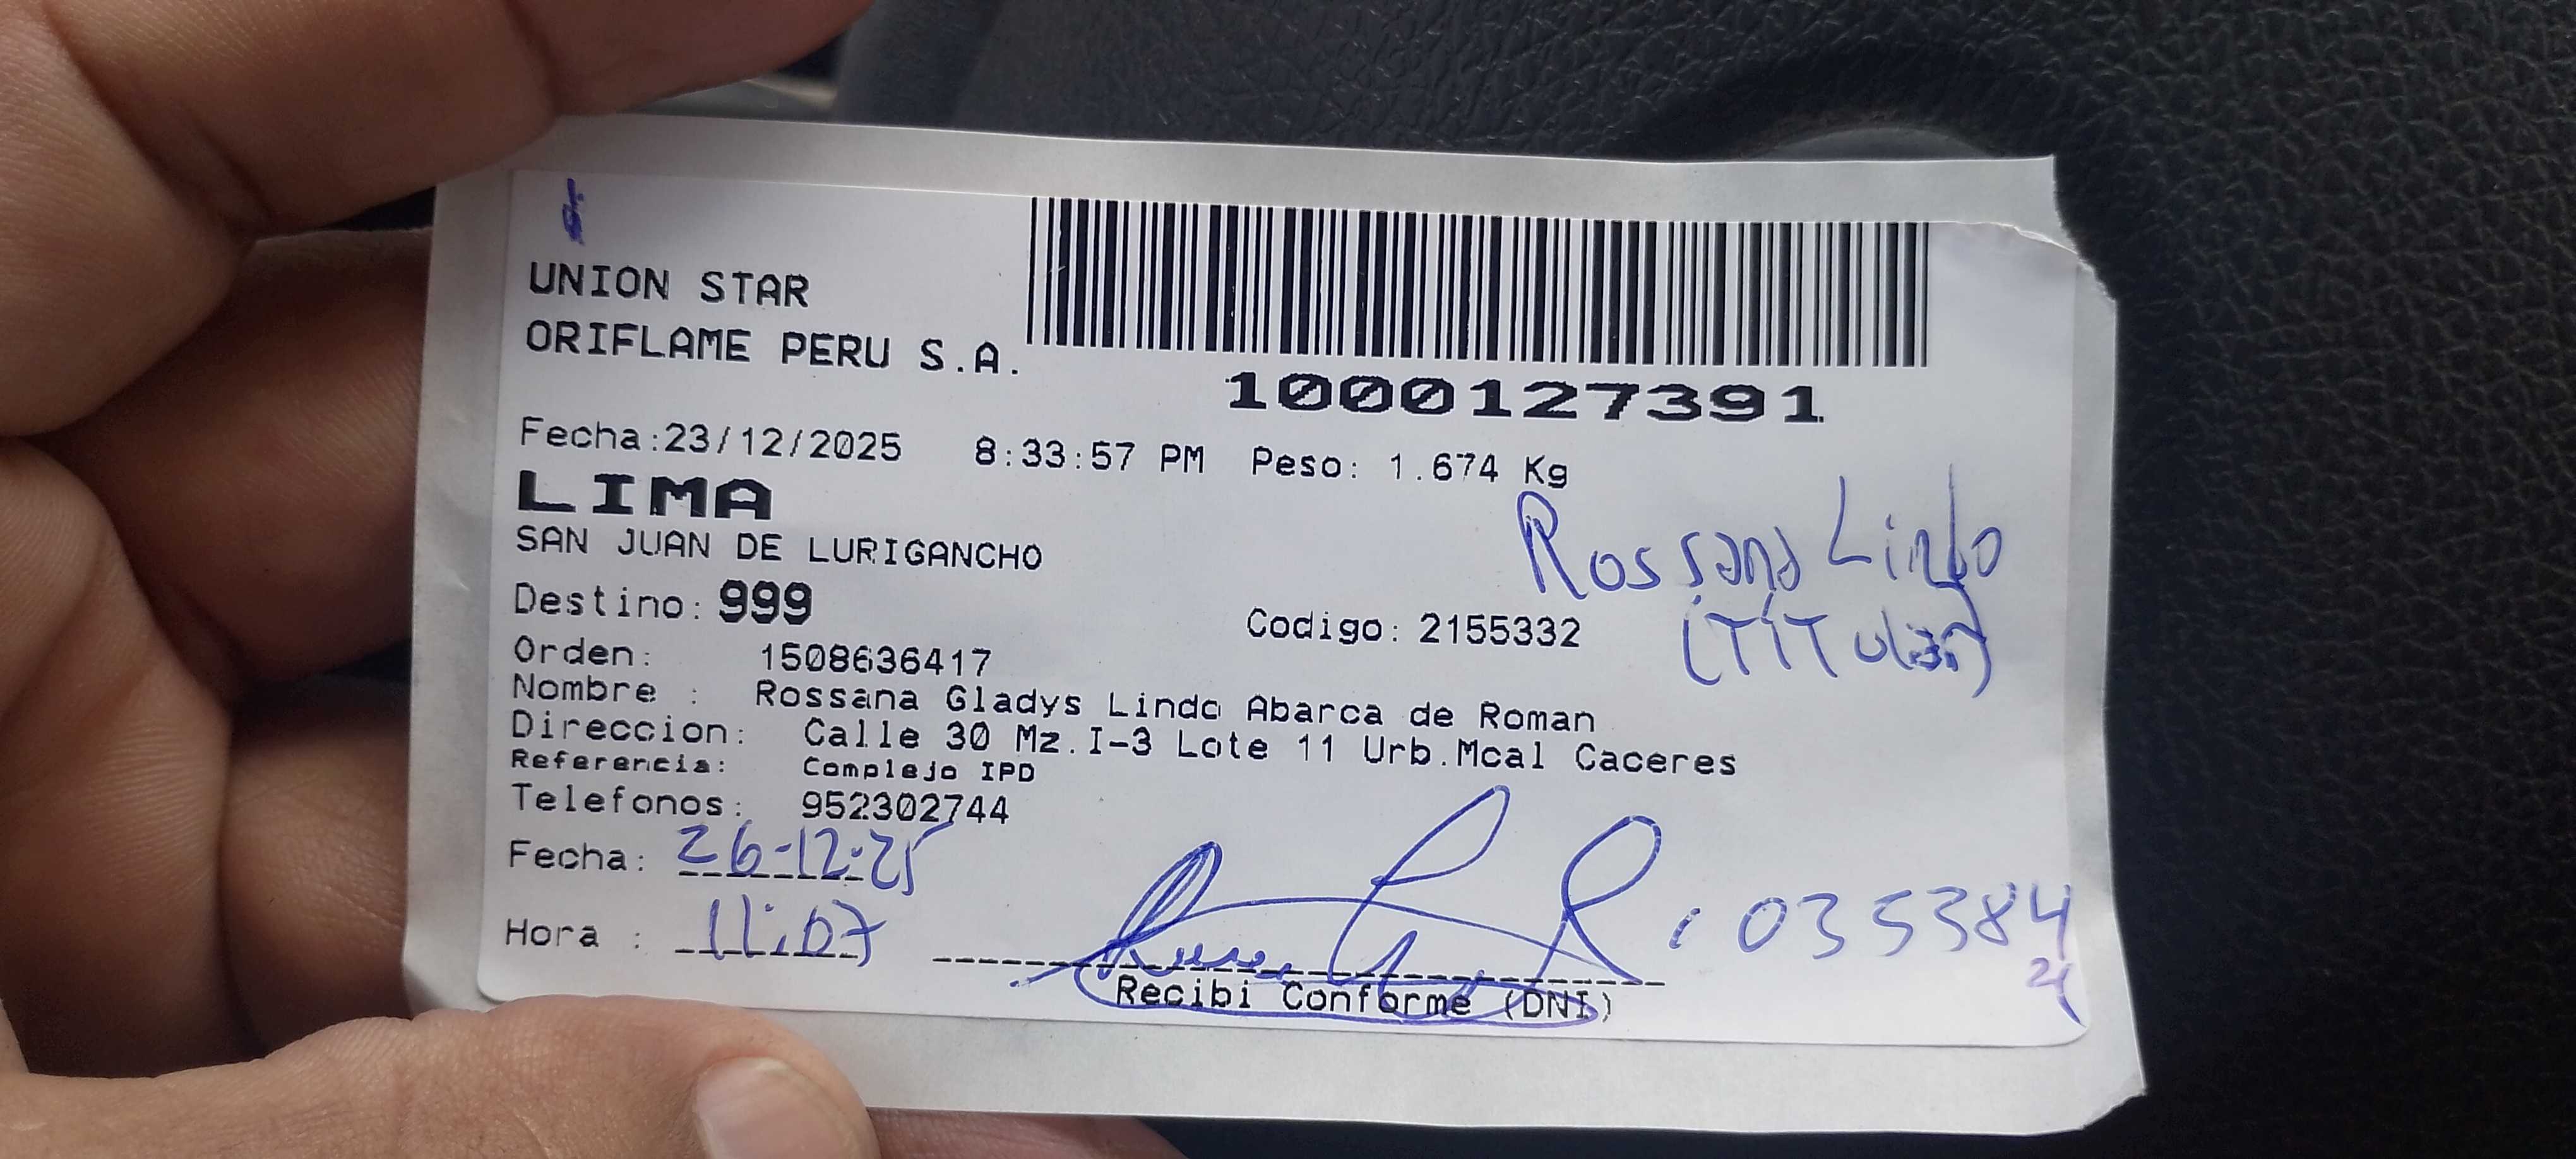 UNION STAR
ORIFLAME PERU S.A.
1000127391
Fecha:23/12/2025 8:33:57 PM Peso: 1.674 Kg
LIMA
SAN JUAN DE LURIGANCHO
Rossana Lindo
(TITular)
Destino: 999
Codigo: 2155332
Orden: 1508636417
Nombre : Rossana Gladys Lindo Abarca de Roman
Direccion: Calle 30 Mz.I-3 Lote 11 Urb.Mcal Caceres
Referencia: Complejo IPD
Telefonos: 952302744
Fecha: 26-12-25
Hora : 11:07
035384
Recibi Conforme (DNI)